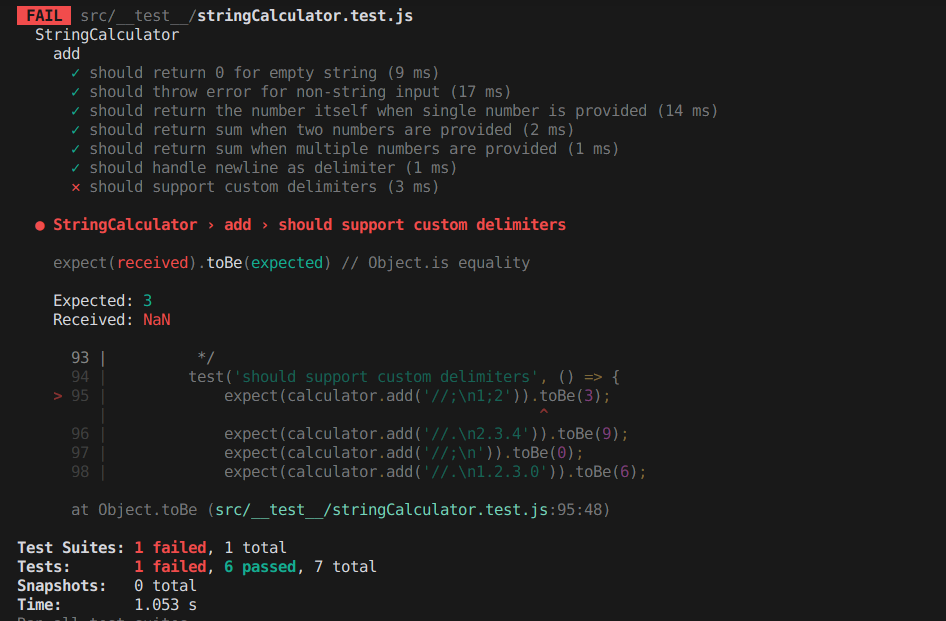 FAIL src/__test__/stringCalculator.test.js
StringCalculator
add
✓ should return 0 for empty string (9 ms)
✓ should throw error for non-string input (17 ms)
✓ should return the number itself when single number is provided (14 ms)
✓ should return sum when two numbers are provided (2 ms)
✓ should return sum when multiple numbers are provided (1 ms)
✓ should handle newline as delimiter (1 ms)
✕ should support custom delimiters (3 ms)
● StringCalculator › add › should support custom delimiters
expect(received).toBe(expected) // Object.is equality
Expected: 3
Received: NaN
93 | */
94 | test('should support custom delimiters', () => {
> 95 | expect(calculator.add('//;\n1;2')).toBe(3);
| ^
96 | expect(calculator.add('//.\n2.3.4')).toBe(9);
97 | expect(calculator.add('//;\n')).toBe(0);
98 | expect(calculator.add('//.\n1.2.3.0')).toBe(6);
at Object.toBe (src/__test__/stringCalculator.test.js:95:48)
Test Suites: 1 failed, 1 total
Tests: 1 failed, 6 passed, 7 total
Snapshots: 0 total
Time: 1.053 s
Ran all test suites